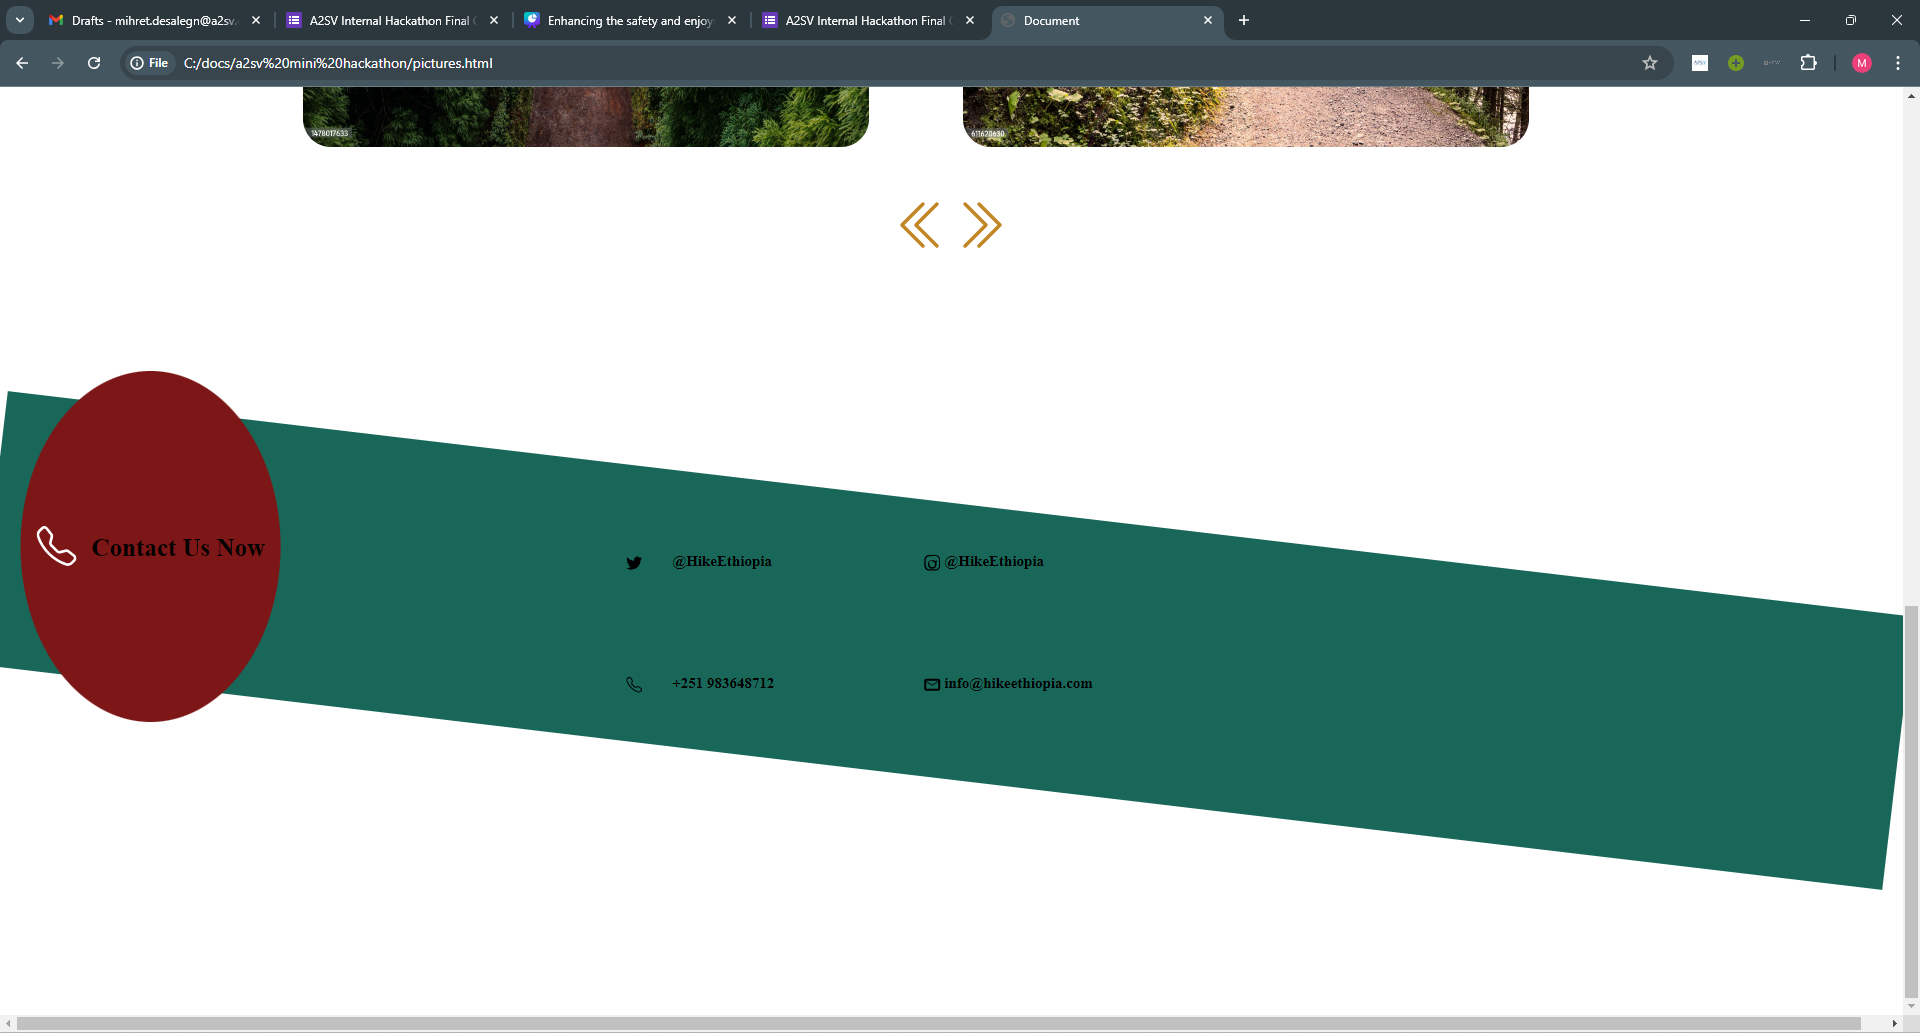 Drafts - mihret.desalegn@a2sv.
A2SV Internal Hackathon Final
Enhancing the safety and enjoy
A2SV Internal Hackathon Final
Document
File
C:/docs/a2sv%20mini%20hackathon/pictures.html
M
1478017633
611620630
Contact Us Now
@HikeEthiopia
@HikeEthiopia
+251 983648712
info@hikeethiopia.com